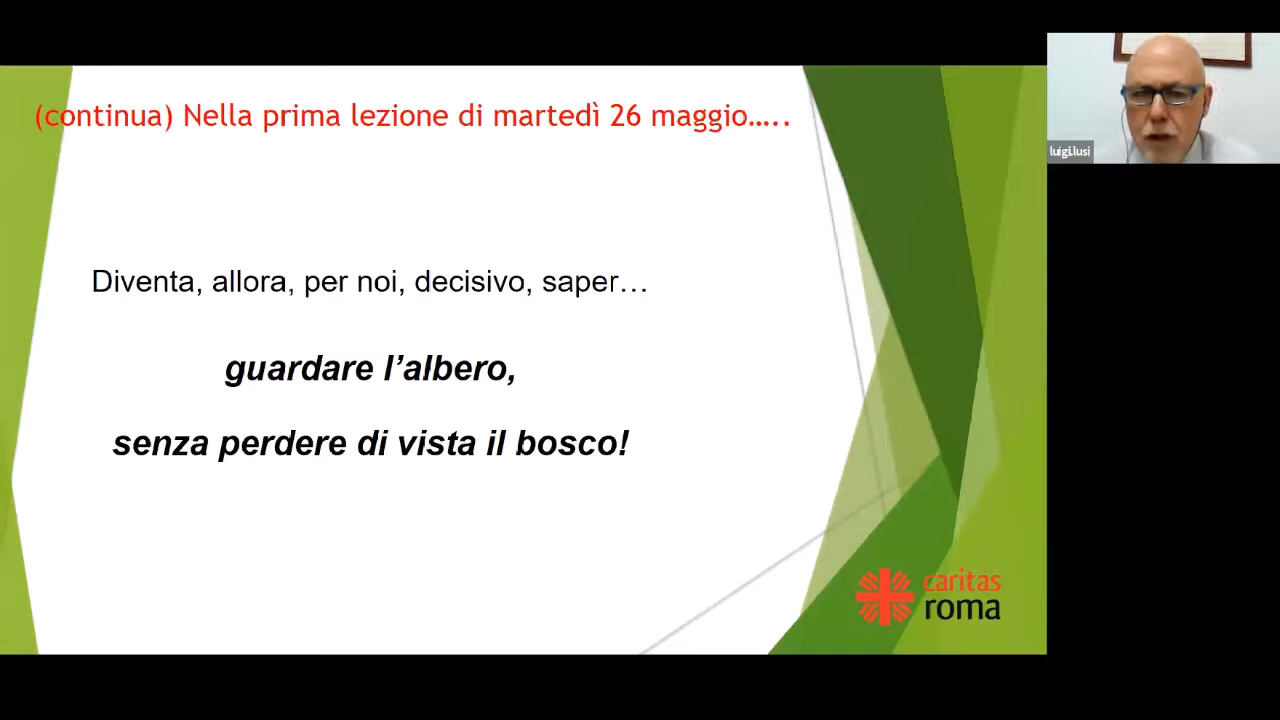 (continua) Nella prima lezione di martedì 26 maggio…..
luigi.lusi
Diventa, allora, per noi, decisivo, saper…
guardare l’albero,
senza perdere di vista il bosco!
caritas
roma